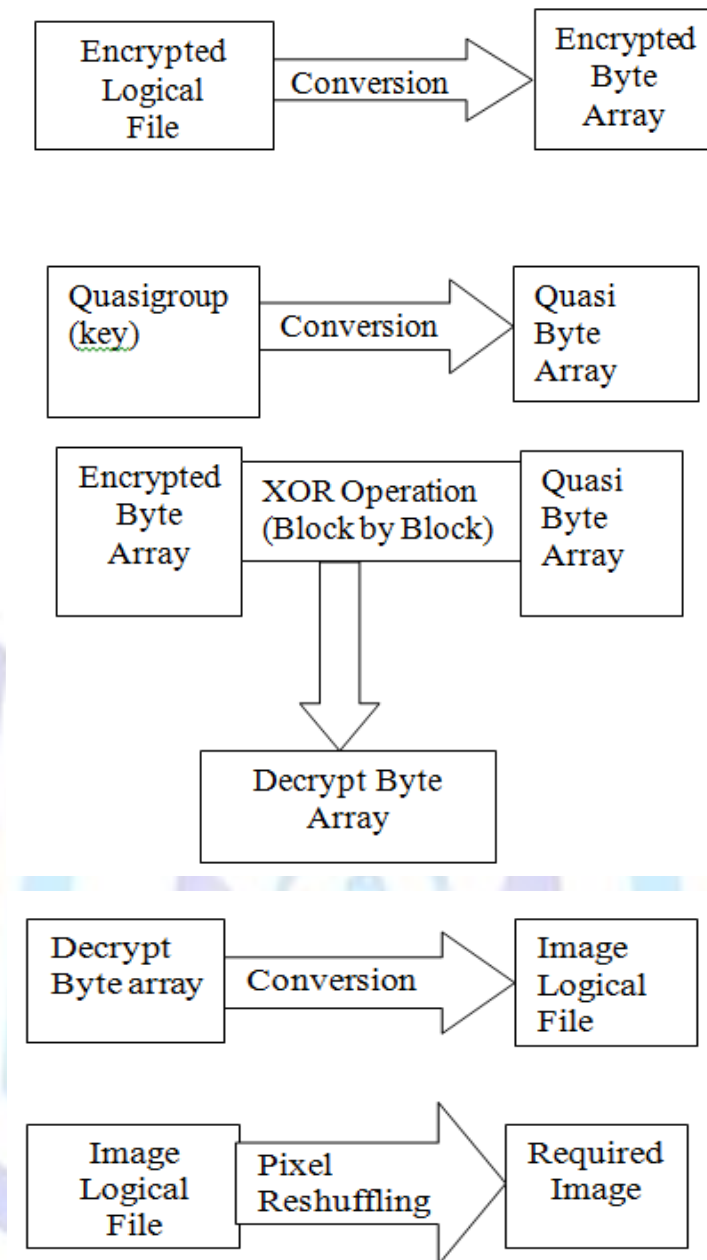 Encrypted
Logical
File
Conversion
Encrypted
Byte
Array
Quasigroup
(key)
Conversion
Quasi
Byte
Array
Encrypted
Byte
Array
XOR Operation
(Block by Block)
Quasi
Byte
Array
Decrypt Byte
Array
Decrypt
Byte array
Conversion
Image
Logical
File
Image
Logical
File
Pixel
Reshuffling
Required
Image